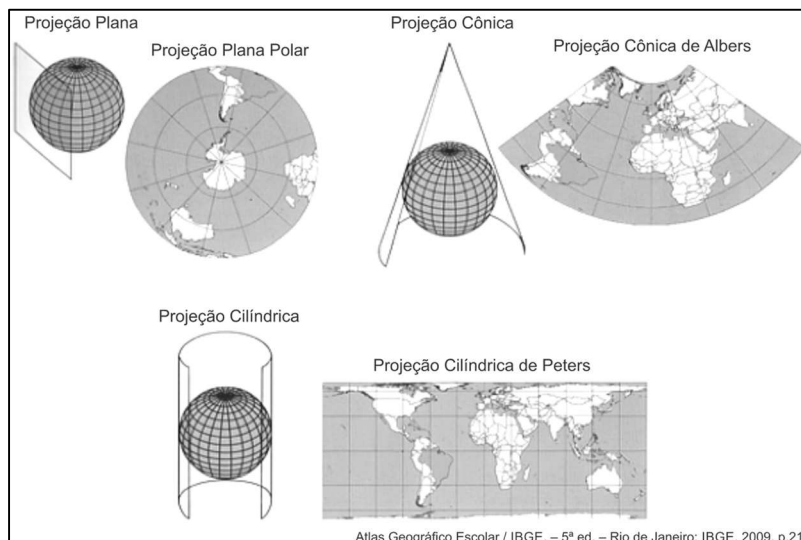 Projeção Plana
Projeção Plana Polar
Projeção Cônica
Projeção Cônica de Albers
Projeção Cilíndrica
Projeção Cilíndrica de Peters
Atlas Geográfico Escolar / IBGE. – 5ª ed. – Rio de Janeiro: IBGE, 2009. p.21